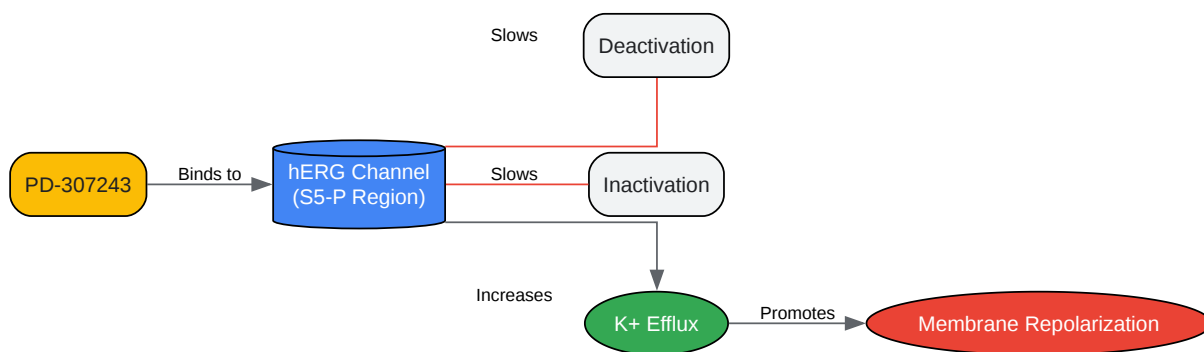 Slows
Deactivation
PD-307243
Binds to
hERG Channel
(S5-P Region)
Slows
Inactivation
Increases
K+ Efflux
Promotes
Membrane Repolarization